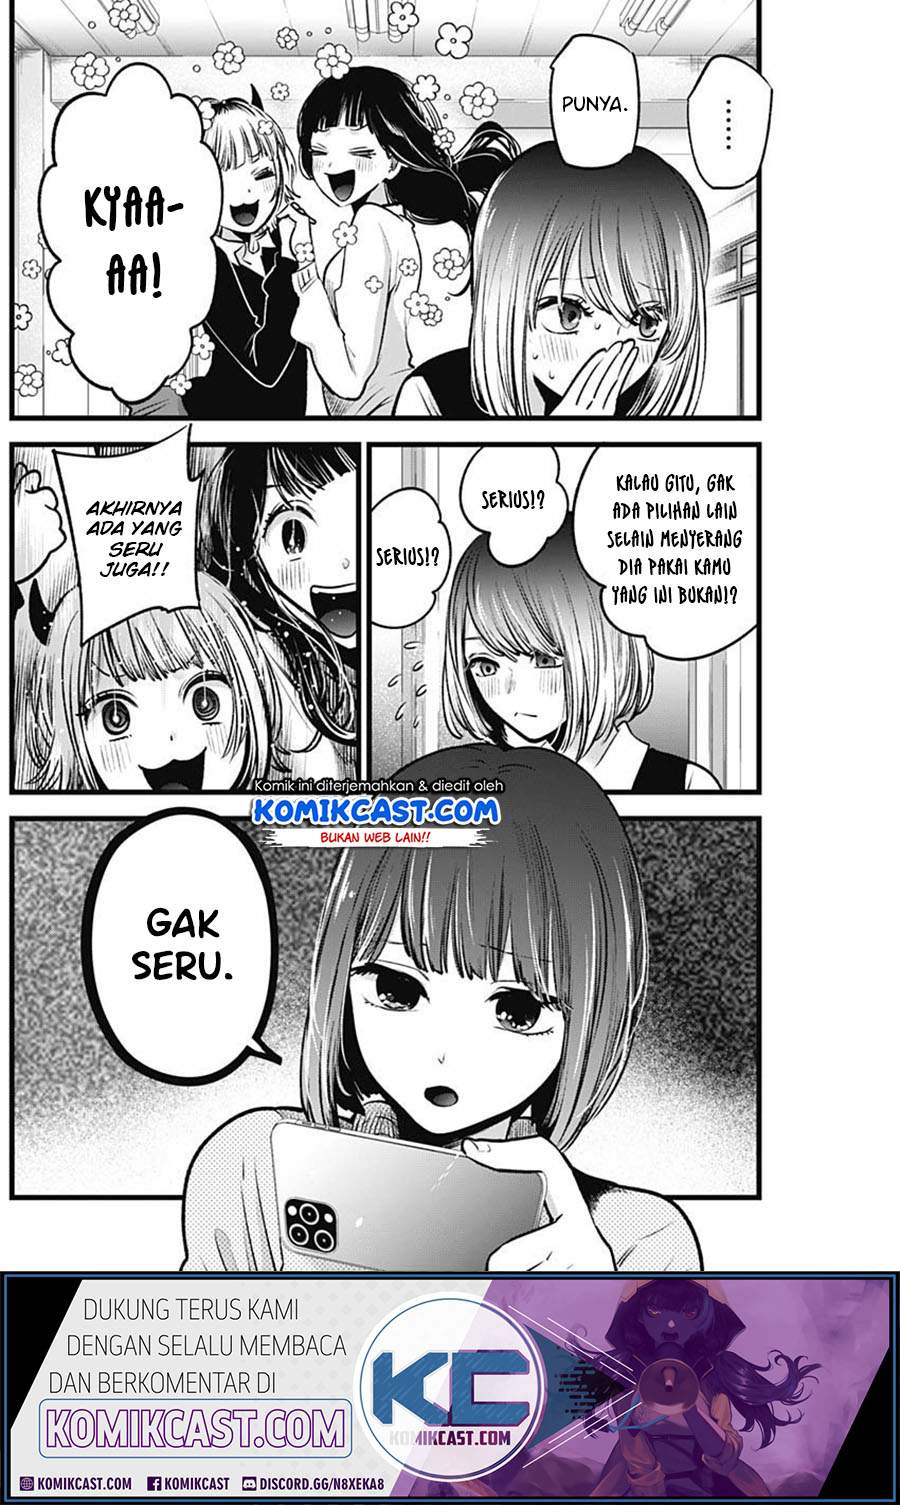 ......
PUNYA.
KYAA-
AA!
KALAU GITU, GAK
ADA PILIHAN LAIN
SELAIN MENYERANG
DIA PAKAI KAMU
YANG INI BUKAN!?
SERIUS!?
SERIUS!?
AKHIRNYA
ADA YANG
SERU
JUGA!!
Komik ini diterjemahkan & diedit oleh
KOMIKCAST.COM
BUKAN WEB LAIN!!
GAK
SERU.
DUKUNG TERUS KAMI
DENGAN SELALU MEMBACA
DAN BERKOMENTAR DI
KOMIKCAST.COM
KOMIKCAST.COM
KOMIKCAST
DISCORD.GG/N8XEKA8
KC
KOMIKCAST.COM